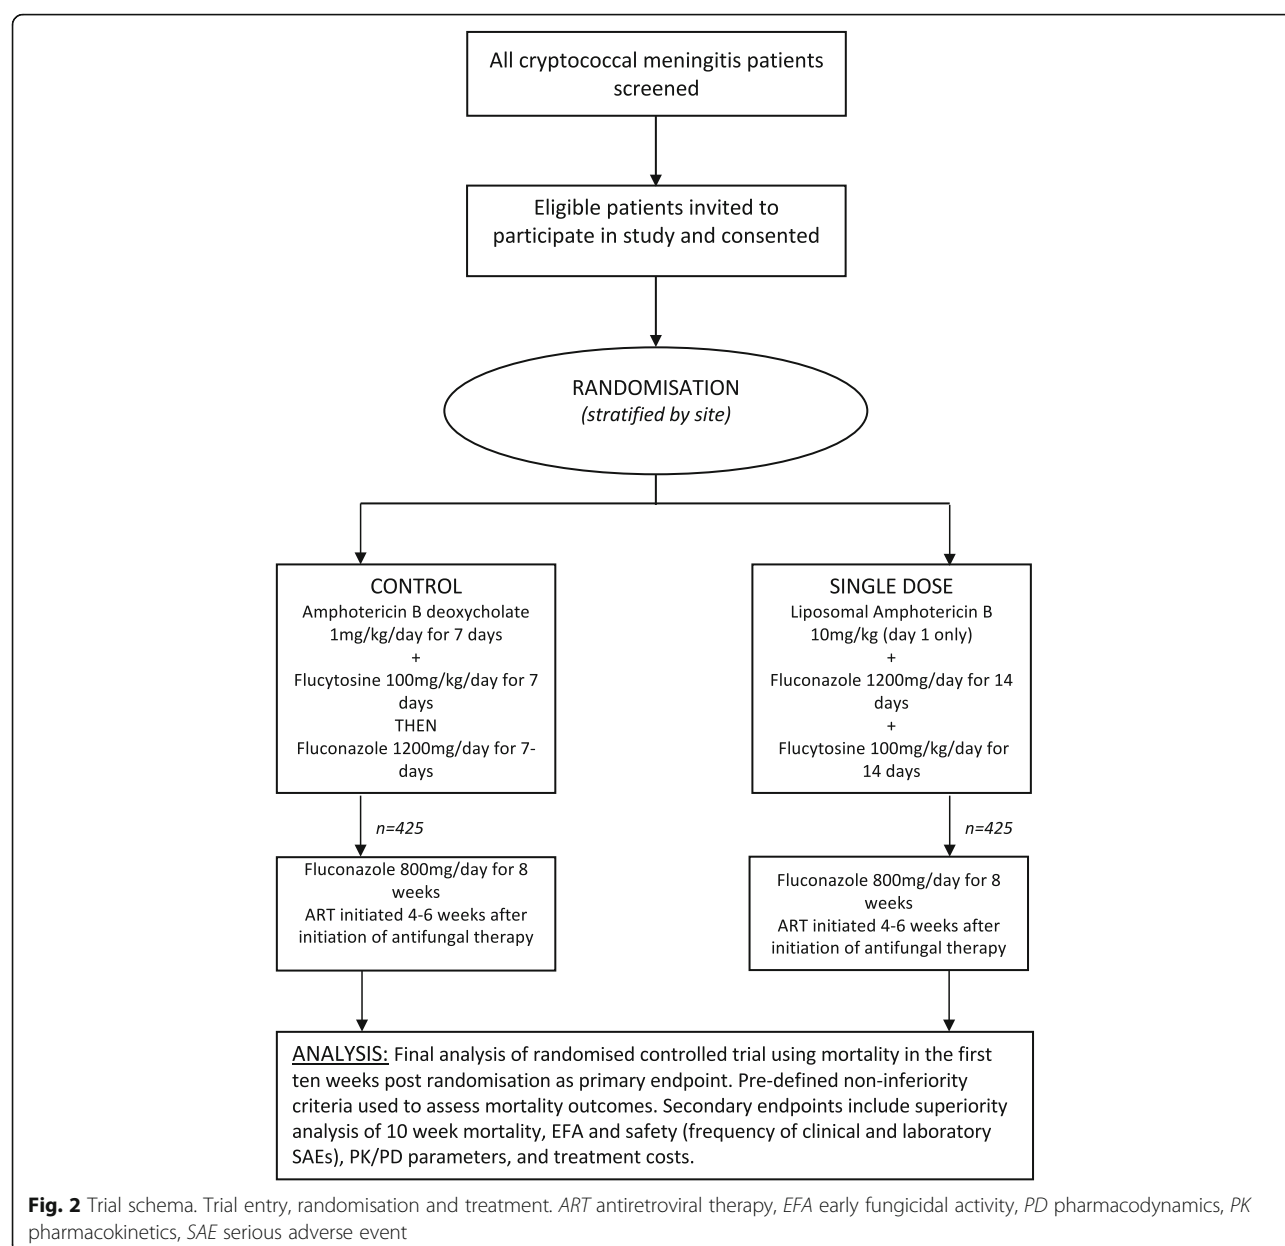 All cryptococcal meningitis patients
screened
Eligible patients invited to
participate in study and consented
RANDOMISATION
(stratified by site)
CONTROL
Amphotericin B deoxycholate
1mg/kg/day for 7 days
+
Flucytosine 100mg/kg/day for 7
days
THEN
Fluconazole 1200mg/day for 7-
days
SINGLE DOSE
Liposomal Amphotericin B
10mg/kg (day 1 only)
+
Fluconazole 1200mg/day for 14
days
+
Flucytosine 100mg/kg/day for
14 days
n=425
n=425
Fluconazole 800mg/day for 8
weeks
ART initiated 4-6 weeks after
initiation of antifungal therapy
Fluconazole 800mg/day for 8
weeks
ART initiated 4-6 weeks after
initiation of antifungal therapy
ANALYSIS: Final analysis of randomised controlled trial using mortality in the first
ten weeks post randomisation as primary endpoint. Pre-defined non-inferiority
criteria used to assess mortality outcomes. Secondary endpoints include superiority
analysis of 10 week mortality, EFA and safety (frequency of clinical and laboratory
SAEs), PK/PD parameters, and treatment costs.
Fig. 2 Trial schema. Trial entry, randomisation and treatment. ART antiretroviral therapy, EFA early fungicidal activity, PD pharmacodynamics, PK
pharmacokinetics, SAE serious adverse event